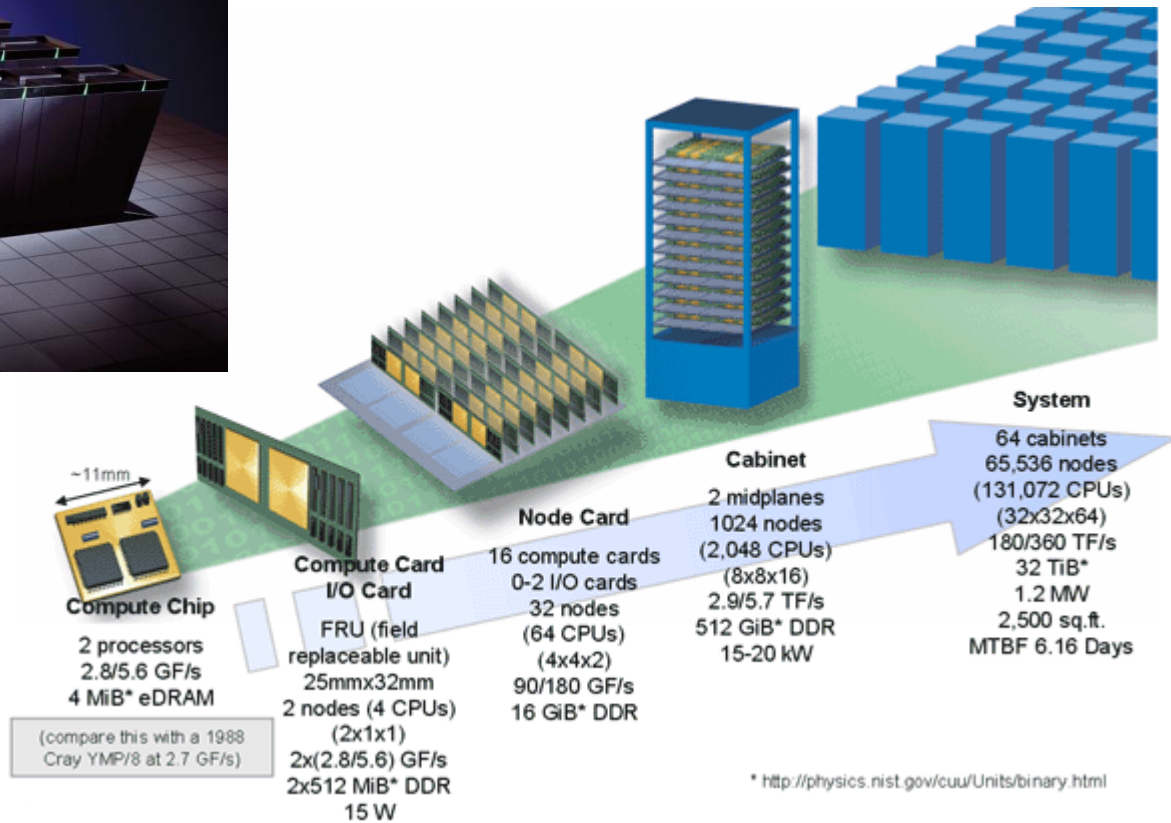 ~11mm
Compute Chip
2 processors
2.8/5.6 GF/s
4 MiB* eDRAM
(compare this with a 1988
Cray YMP/8 at 2.7 GF/s)
Compute Card
I/O Card
FRU (field
replaceable unit)
25mmx32mm
2 nodes (4 CPUs)
(2x1x1)
2x(2.8/5.6) GF/s
2x512 MiB* DDR
15 W
Node Card
16 compute cards
0-2 I/O cards
32 nodes
(64 CPUs)
(4x4x2)
90/180 GF/s
16 GiB* DDR
Cabinet
2 midplanes
1024 nodes
(2,048 CPUs)
(8x8x16)
2.9/5.7 TF/s
512 GiB* DDR
15-20 kW
System
64 cabinets
65,536 nodes
(131,072 CPUs)
(32x32x64)
180/360 TF/s
32 TiB*
1.2 MW
2,500 sq.ft.
MTBF 6.16 Days
* http://physics.nist.gov/cuu/Units/binary.html